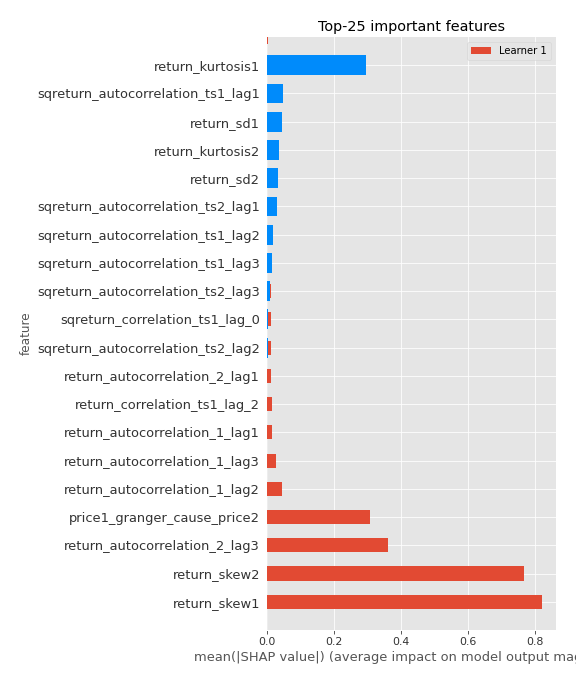 Top-25 important features
Learner 1
return_kurtosis1
sqreturn_autocorrelation_ts1_lag1
return_sd1
return_kurtosis2
return_sd2
sqreturn_autocorrelation_ts2_lag1
sqreturn_autocorrelation_ts1_lag2
sqreturn_autocorrelation_ts1_lag3
sqreturn_autocorrelation_ts2_lag3
sqreturn_correlation_ts1_lag_0
sqreturn_autocorrelation_ts2_lag2
return_autocorrelation_2_lag1
return_correlation_ts1_lag_2
return_autocorrelation_1_lag1
return_autocorrelation_1_lag3
return_autocorrelation_1_lag2
price1_granger_cause_price2
return_autocorrelation_2_lag3
return_skew2
return_skew1
feature
0.0 0.2 0.4 0.6 0.8
mean(|SHAP value|) (average impact on model output mag